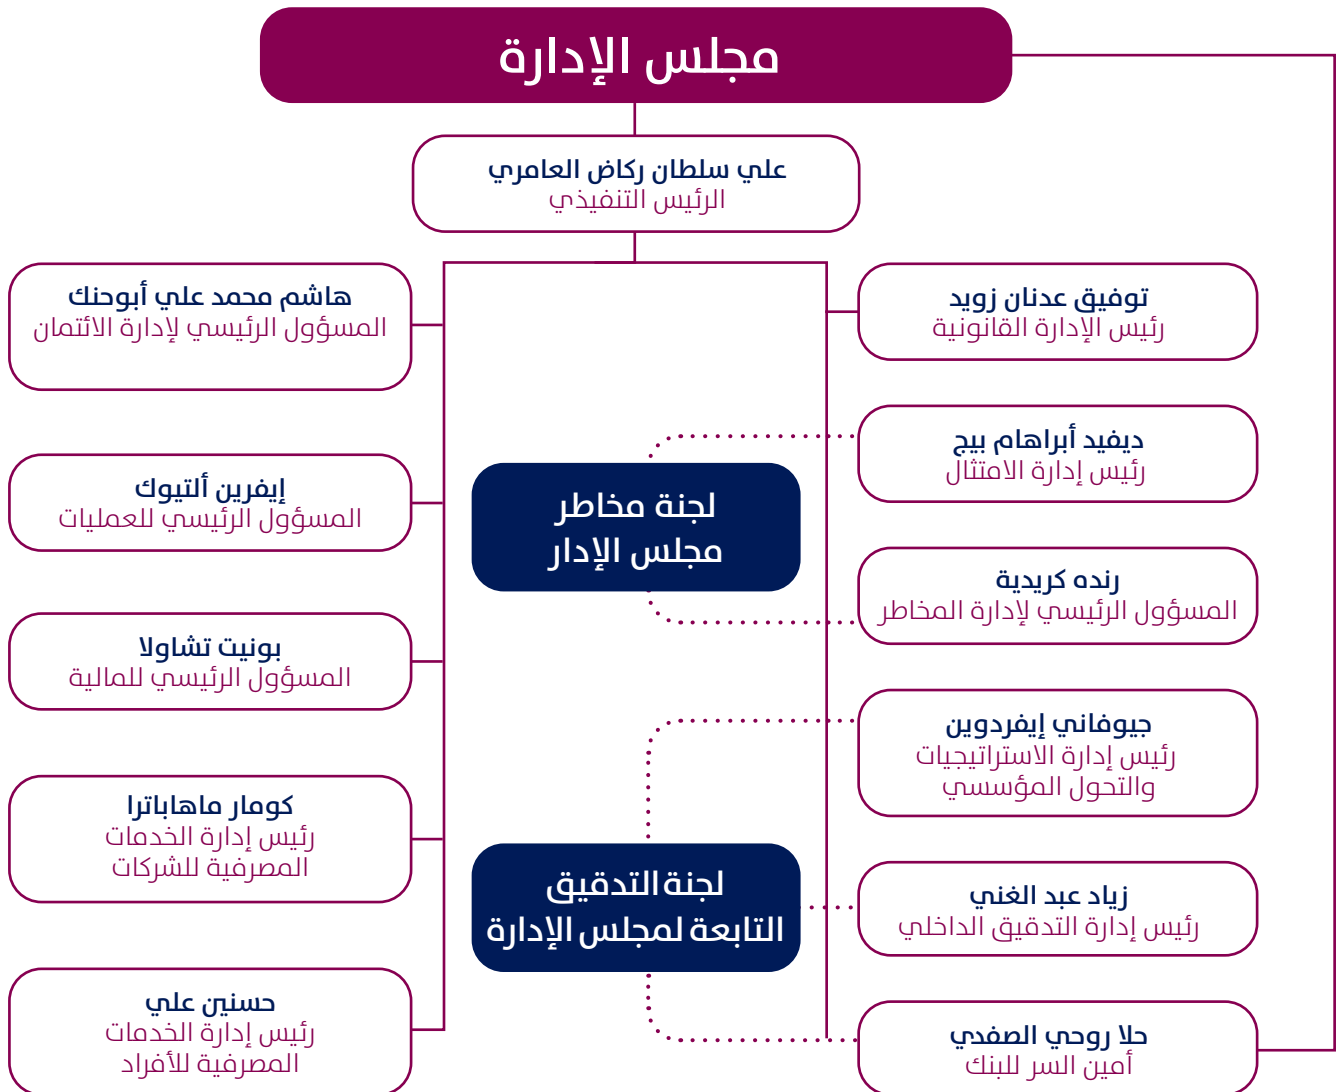 مجلس الإدارة
علي سلطان ركاض العامري
الرئيس التنفيذي
توفيق عدنان زويد
رئيس الإدارة القانونية
ديفيد أبراهام بيج
رئيس إدارة الامتثال
رنده كريدية
المسؤول الرئيسي لإدارة المخاطر
جيوفاني إيفردوين
رئيس إدارة الاستراتيجيات
والتحول المؤسسي
زياد عبد الغني
رئيس إدارة التدقيق الداخلي
حلا روحي الصفدي
أمين السر للبنك
لجنة مخاطر
مجلس الإدار
لجنة التدقيق
التابعة لمجلس الإدارة
هاشم محمد علي أبوحنك
المسؤول الرئيسي لإدارة الائتمان
إيفرين ألتيوك
المسؤول الرئيسي للعمليات
بونيت تشاولا
المسؤول الرئيسي للمالية
كومار ماهاباترا
رئيس إدارة الخدمات
المصرفية للشركات
حسنين علي
رئيس إدارة الخدمات
المصرفية للأفراد